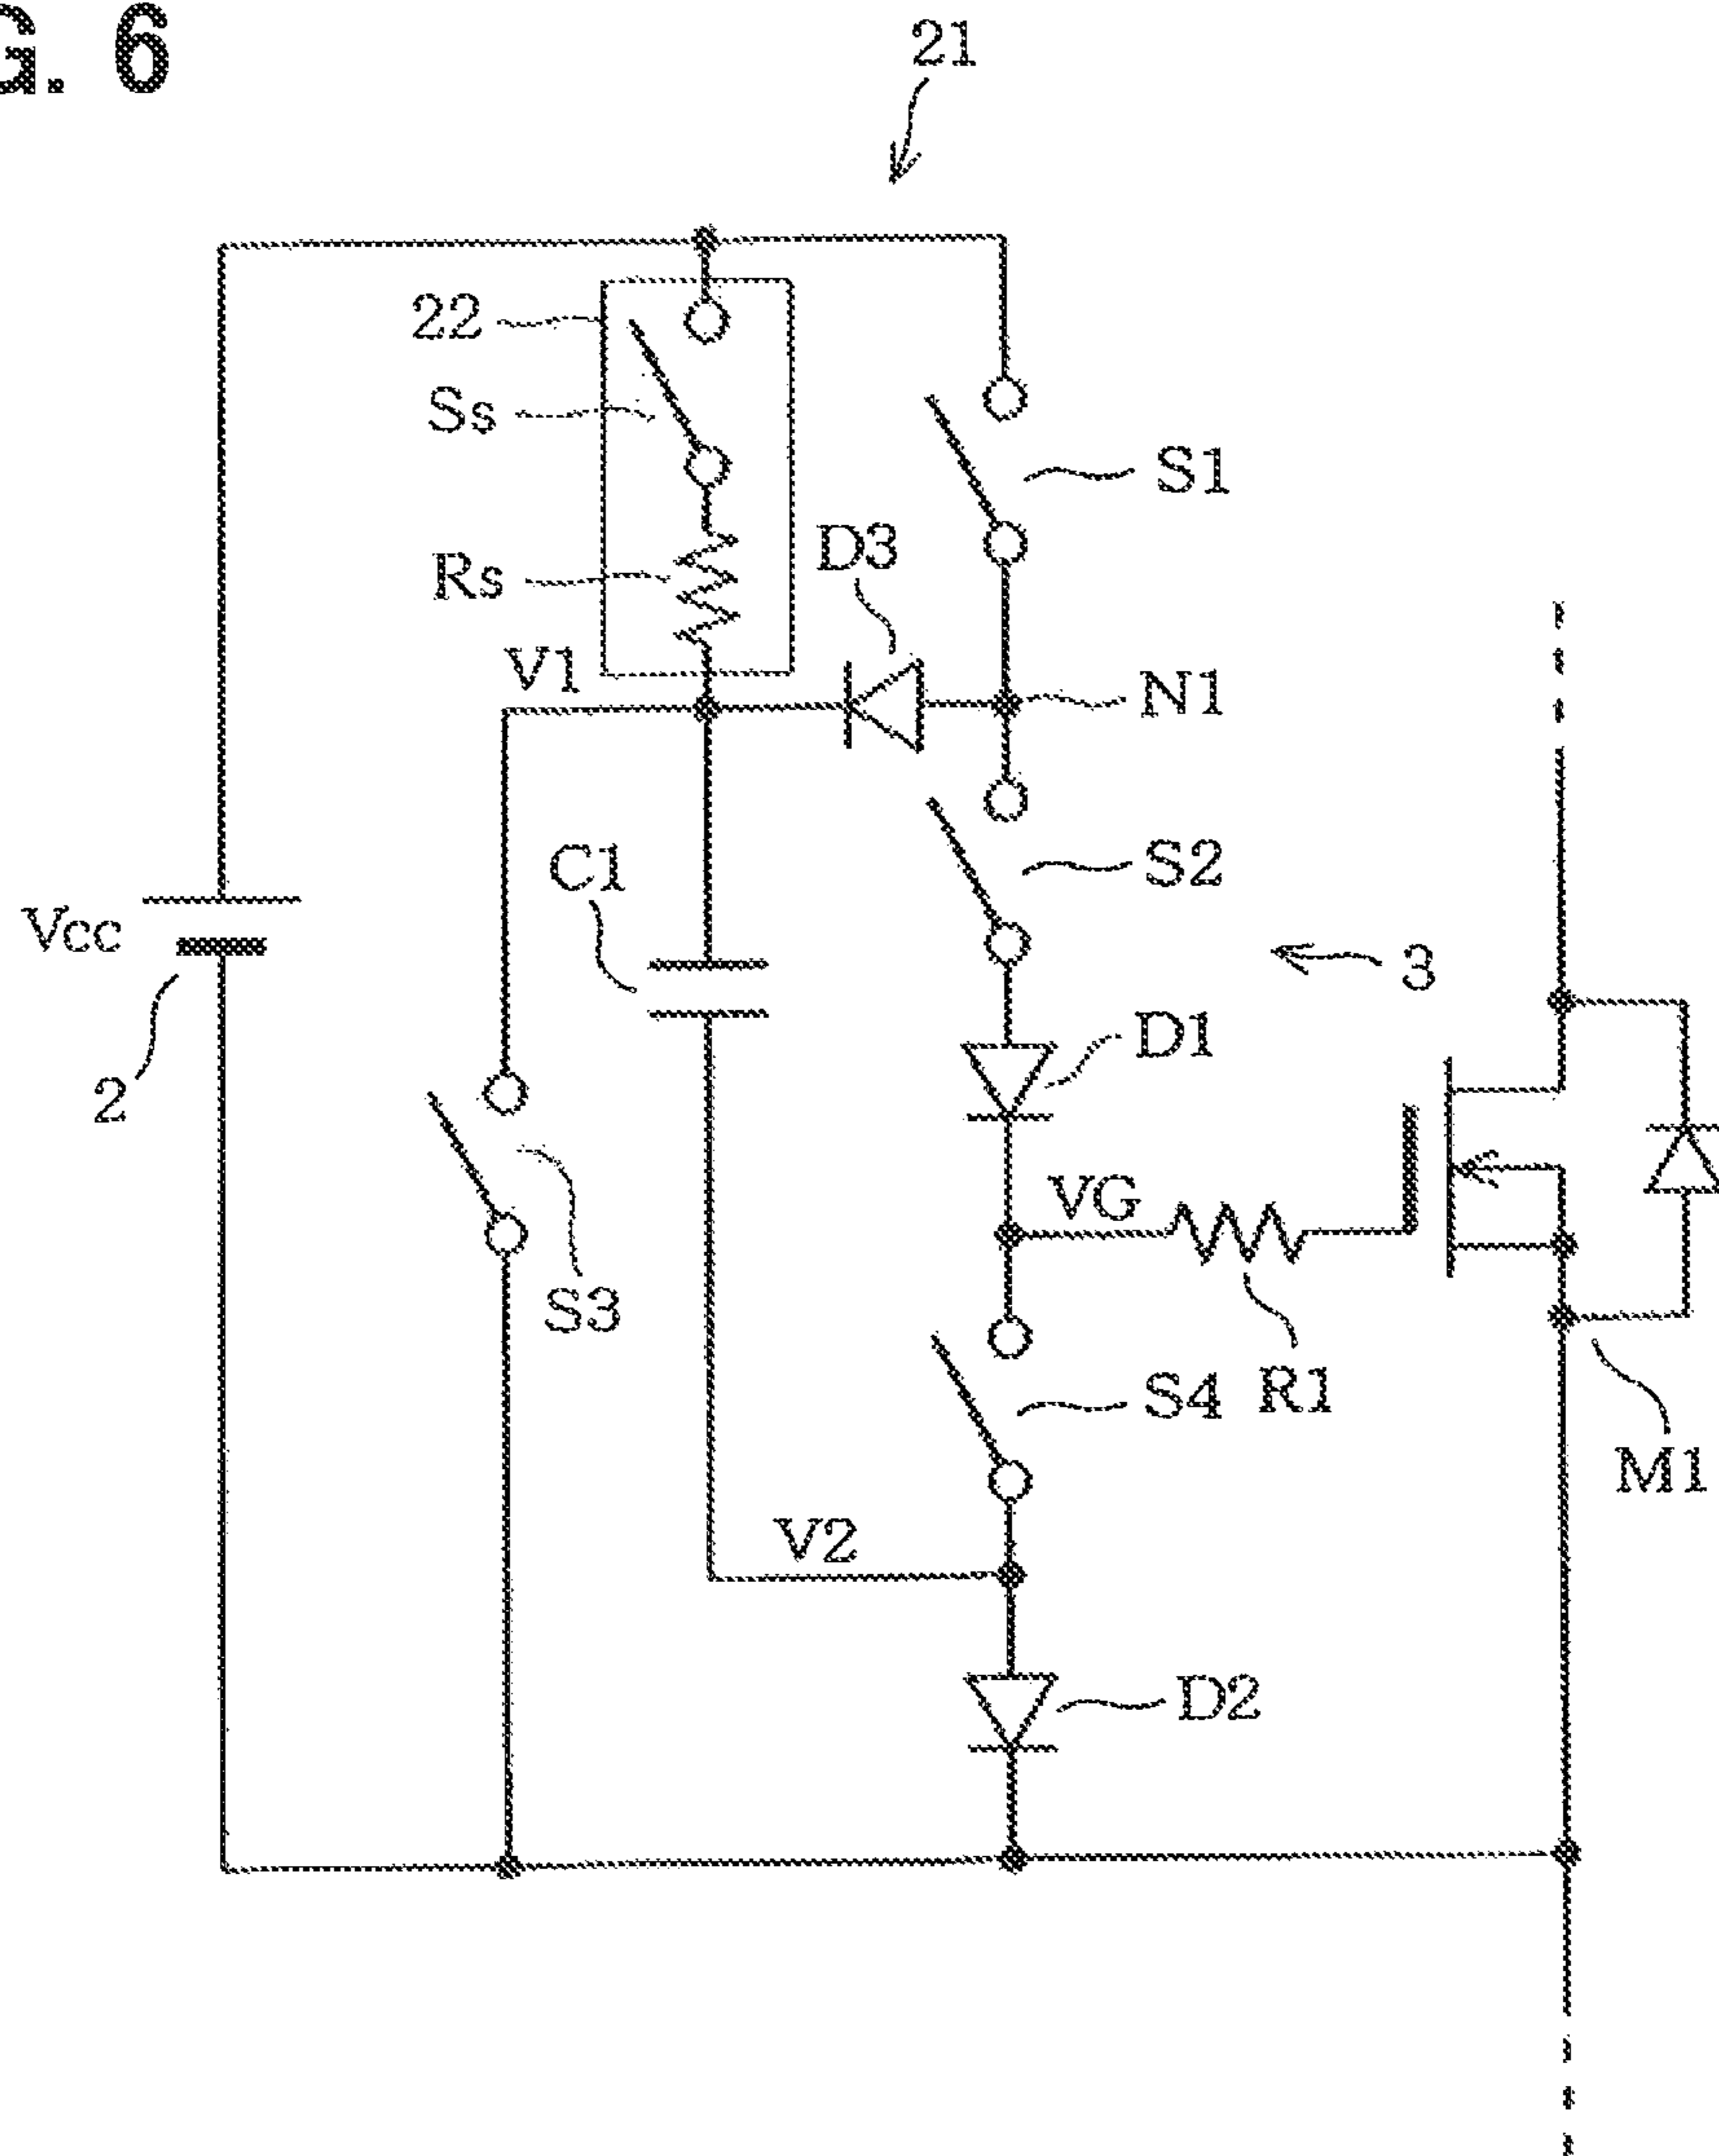 G. 6
21
22
Ss
S1
D3
Rs
V1
N1
C1
S2
Vcc
3
D1
2
VG
S3
S4
R1
M1
V2
D2